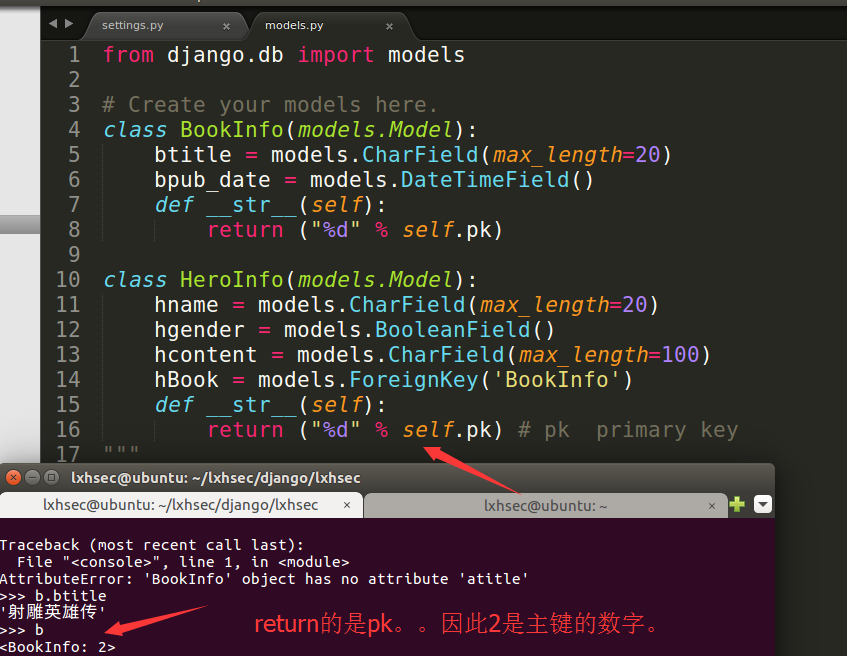 settings.py × models.py ×
1 from django.db import models
2
3 # Create your models here.
4 class BookInfo(models.Model):
5     btitle = models.CharField(max_length=20)
6     bpub_date = models.DateTimeField()
7     def __str__(self):
8         return ("%d" % self.pk)
9
10 class HeroInfo(models.Model):
11     hname = models.CharField(max_length=20)
12     hgender = models.BooleanField()
13     hcontent = models.CharField(max_length=100)
14     hBook = models.ForeignKey('BookInfo')
15     def __str__(self):
16         return ("%d" % self.pk) # pk  primary key
17 """
lxhsec@ubuntu: ~/lxhsec/django/lxhsec
lxhsec@ubuntu: ~/lxhsec/django/lxhsec × lxhsec@ubuntu: ~ ×
Traceback (most recent call last):
  File "<console>", line 1, in <module>
AttributeError: 'BookInfo' object has no attribute 'atitle'
>>> b.btitle
'射雕英雄传'
>>> b
return的是pk。。因此2是主键的数字。
<BookInfo: 2>